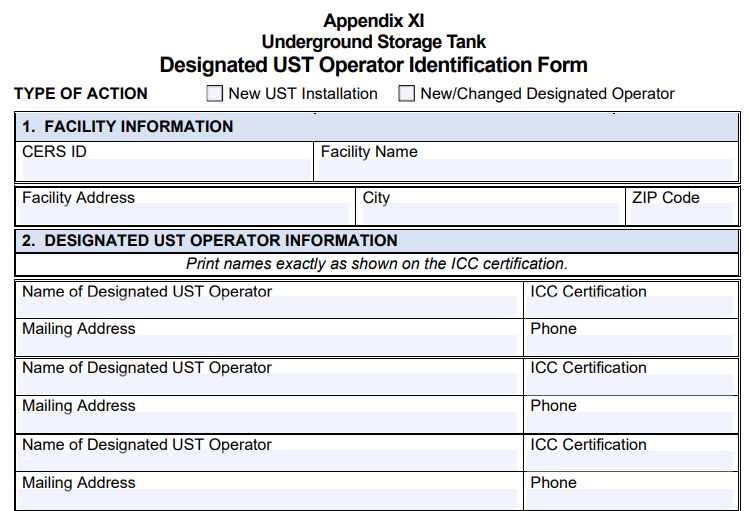 Appendix XI
Underground Storage Tank
Designated UST Operator Identification Form
TYPE OF ACTION New UST Installation New/Changed Designated Operator
1. FACILITY INFORMATION
CERS ID Facility Name
Facility Address City ZIP Code
2. DESIGNATED UST OPERATOR INFORMATION
Print names exactly as shown on the ICC certification.
Name of Designated UST Operator ICC Certification
Mailing Address Phone
Name of Designated UST Operator ICC Certification
Mailing Address Phone
Name of Designated UST Operator ICC Certification
Mailing Address Phone